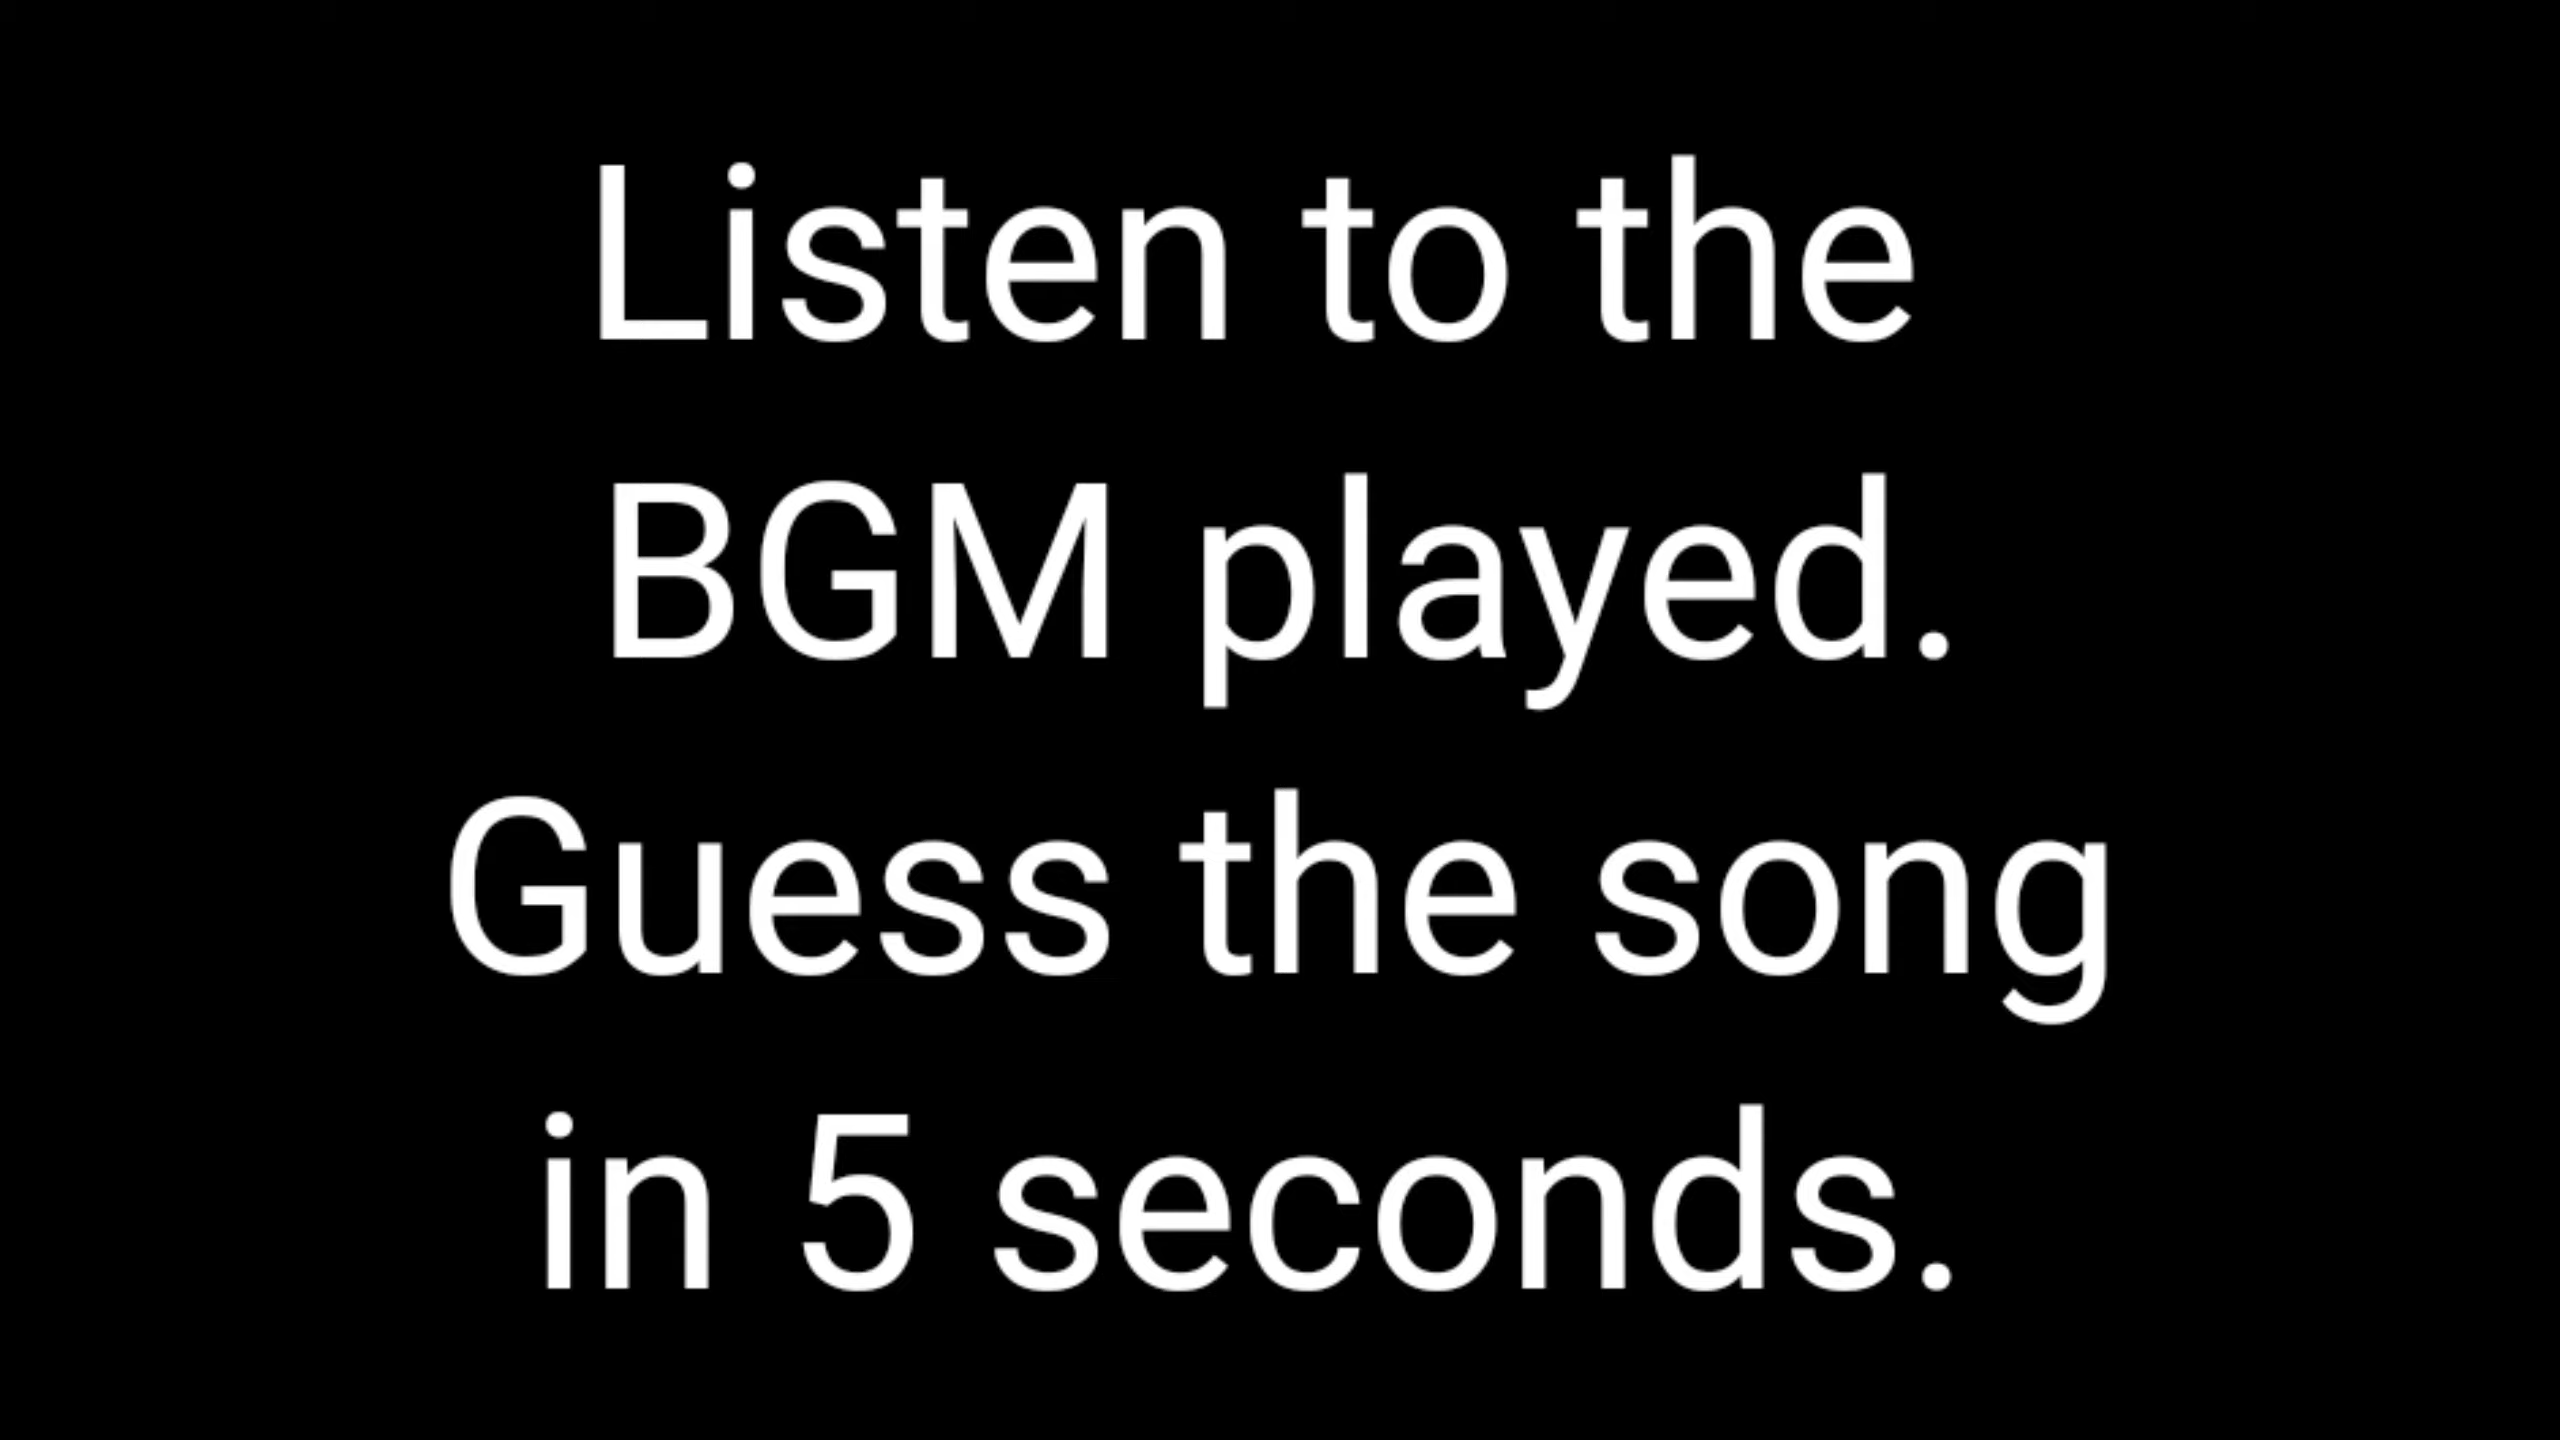 Listen to the
BGM played.
Guess the song
in 5 seconds.